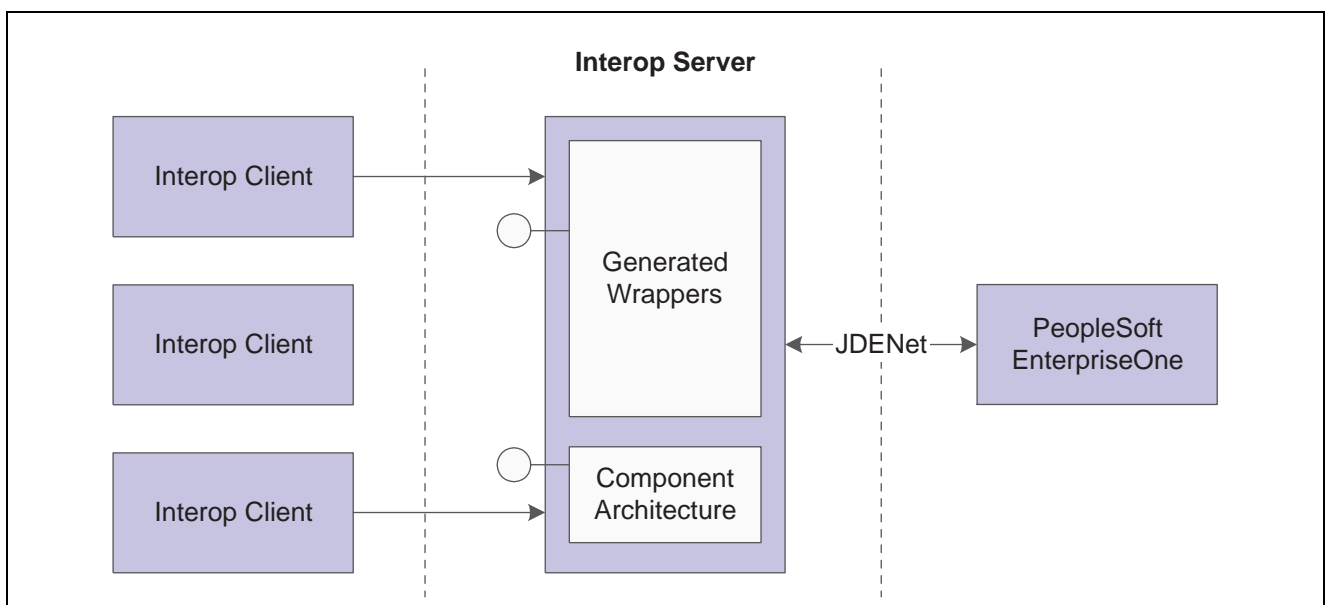 Interop Server
Interop Client
Interop Client
Interop Client
Generated
Wrappers
Component
Architecture
JDENet
PeopleSoft
EnterpriseOne